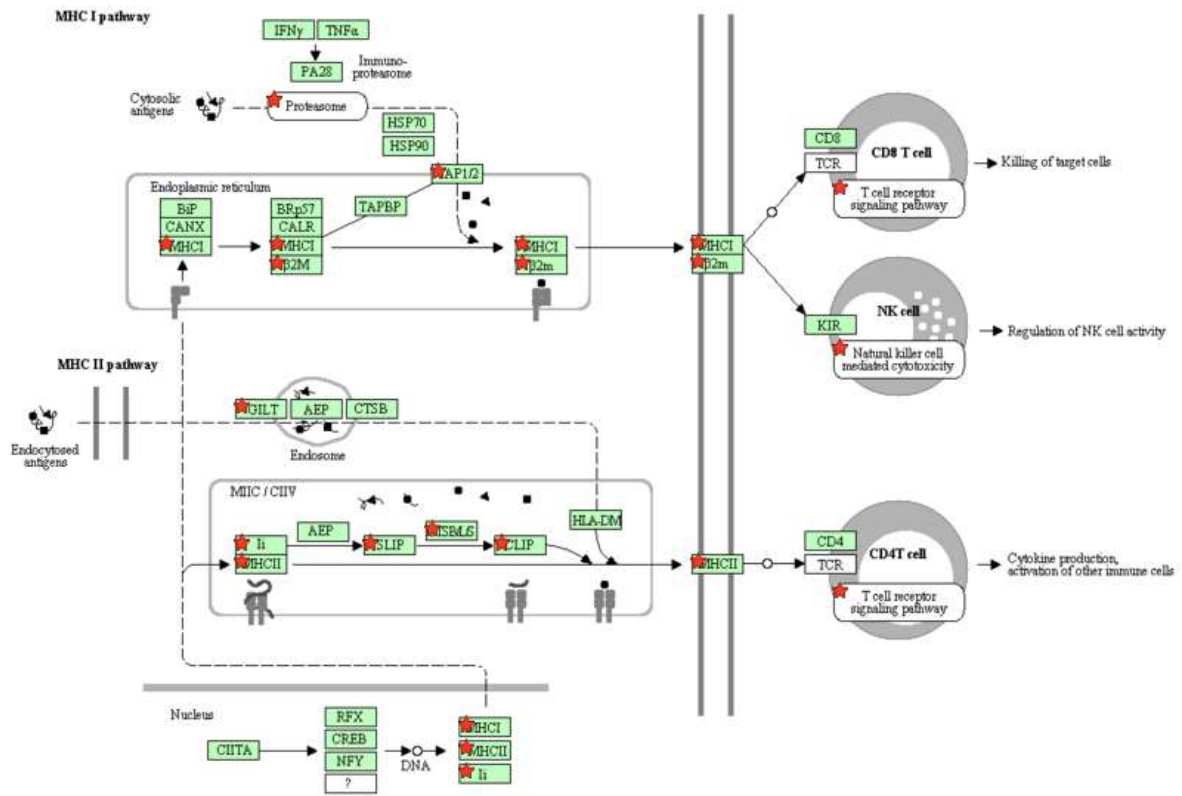 MHC I pathway
IFNγ
TNFα
PA28
Immuno-
proteasome
Cytosolic
antigens
Proteasome
HSP70
HSP90
TAP1/2
Endoplasmic reticulum
BiP
CANX
MHCI
BRp57
CALR
MHCI
β2M
TAPBP
MHCI
β2m
MHCI
β2m
CD8
TCR
CD8 T cell
T cell receptor
signaling pathway
Killing of target cells
KIR
NK cell
Natural killer cell
mediated cytotoxicity
Regulation of NK cell activity
MHC II pathway
Endocytosed
antigens
GILT
AEP
CTSB
Endosome
MIIC / CIIV
Ii
MHCII
AEP
SLIP
CLIP
HLA-DM
MHCII
CD4
TCR
CD4T cell
T cell receptor
signaling pathway
Cytokine production,
activation of other immune cells
Nucleus
CIITA
RFX
CREB
NFY
?
DNA
MHCI
MHCII
Ii